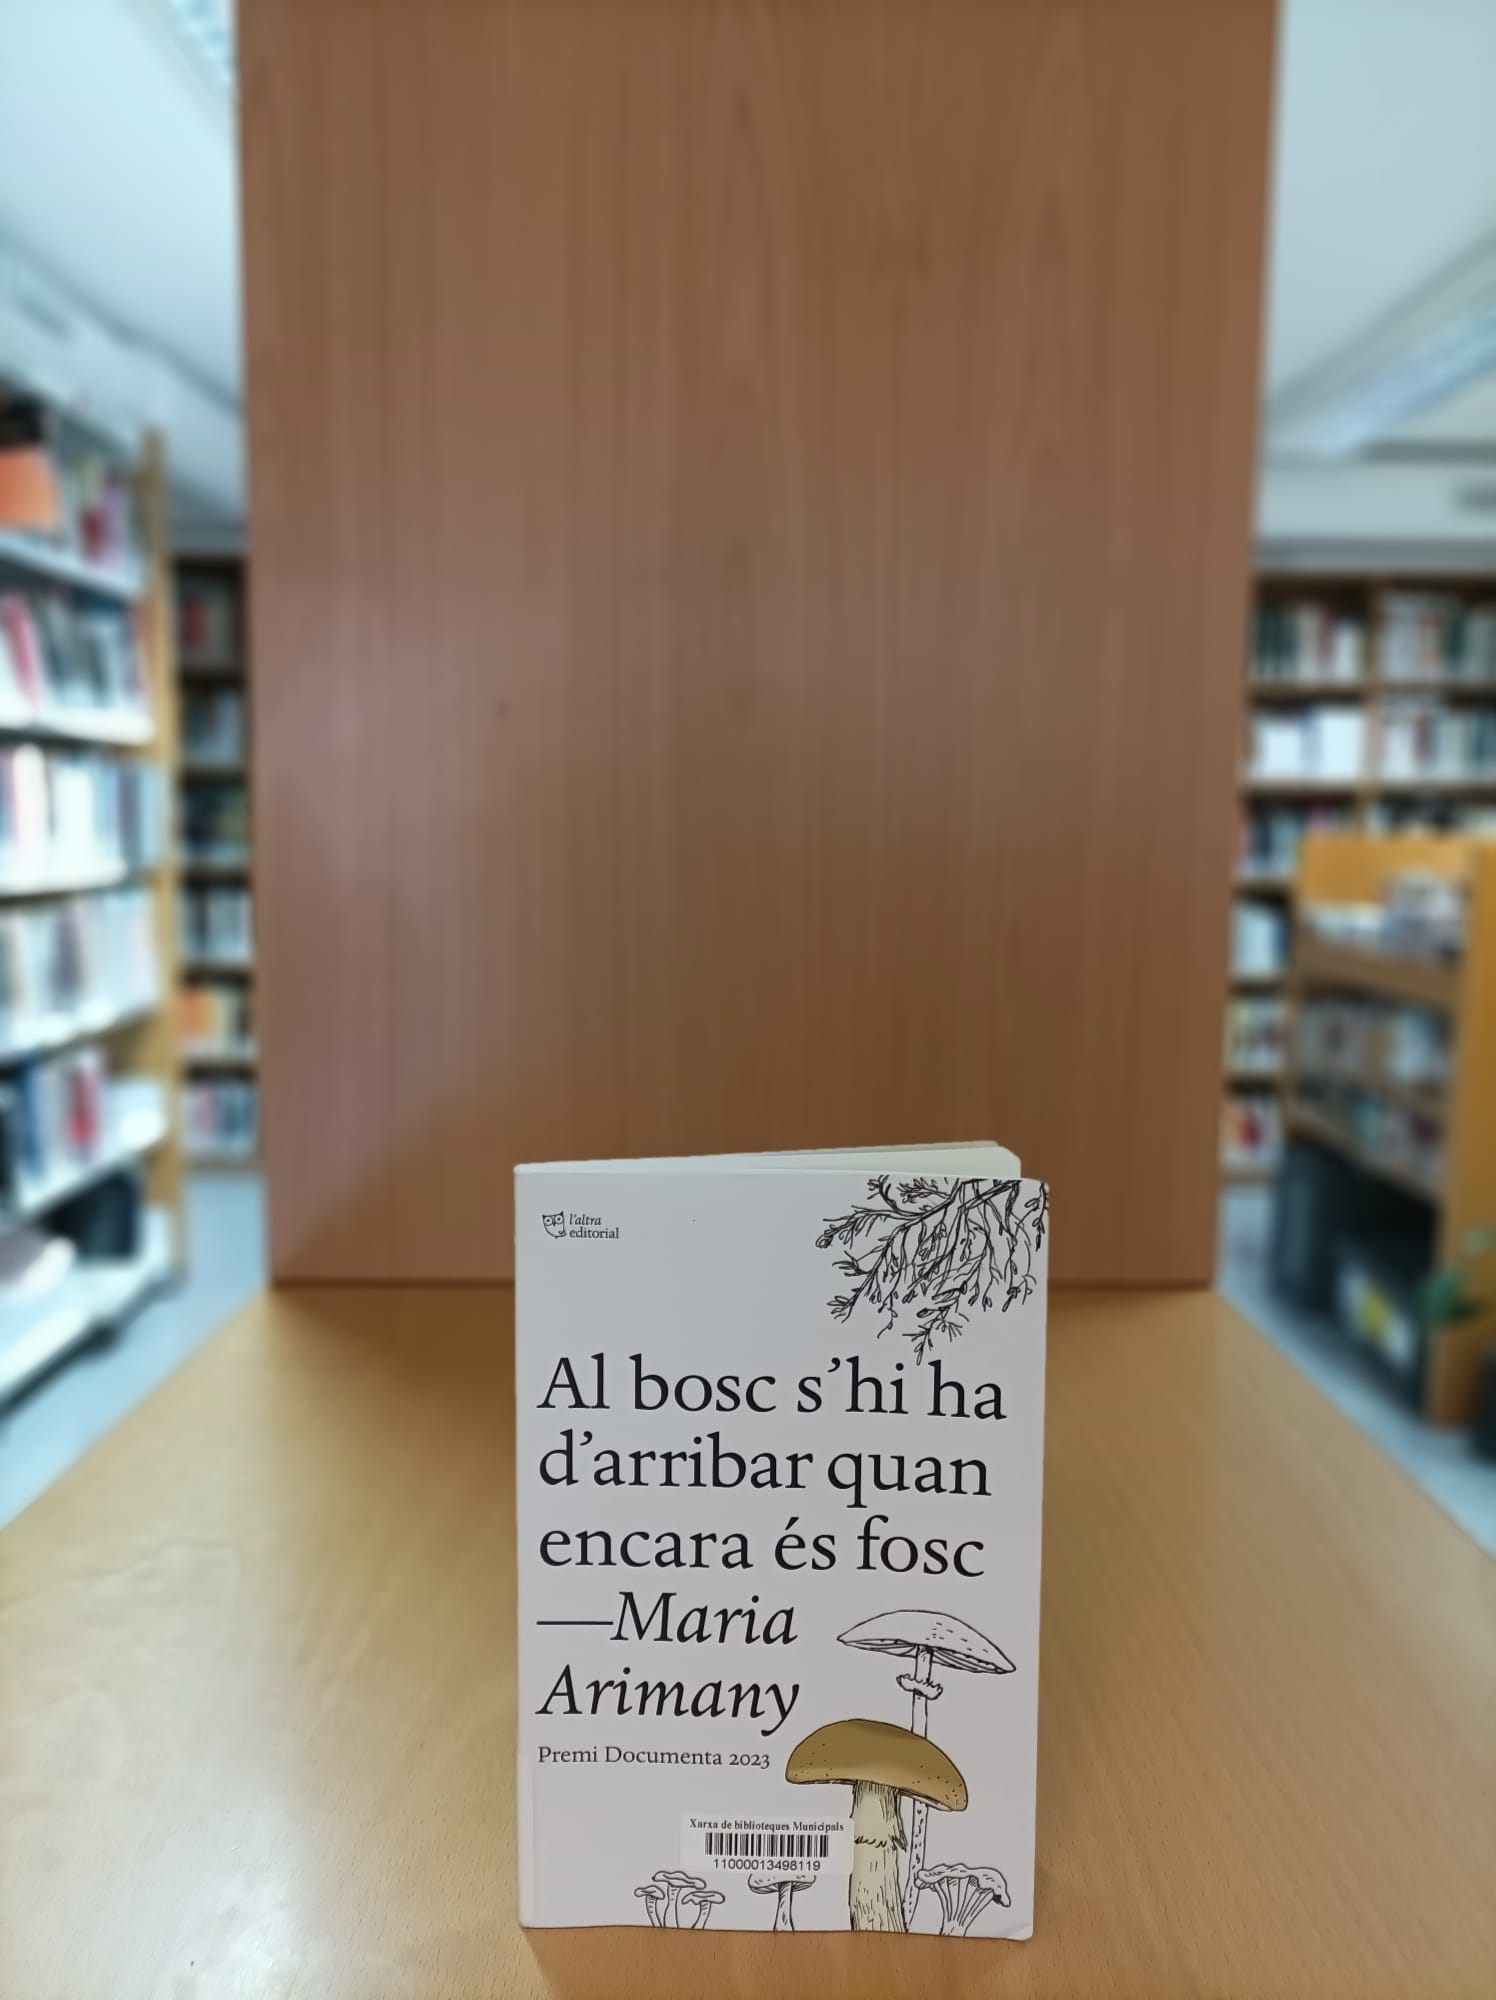 l'altra
editorial
Al bosc s'hi ha
d'arribar quan
encara és fosc
—Maria
Arimany
Premi Documenta 2023
Xarxa de biblioteques Municipals
11000013498119